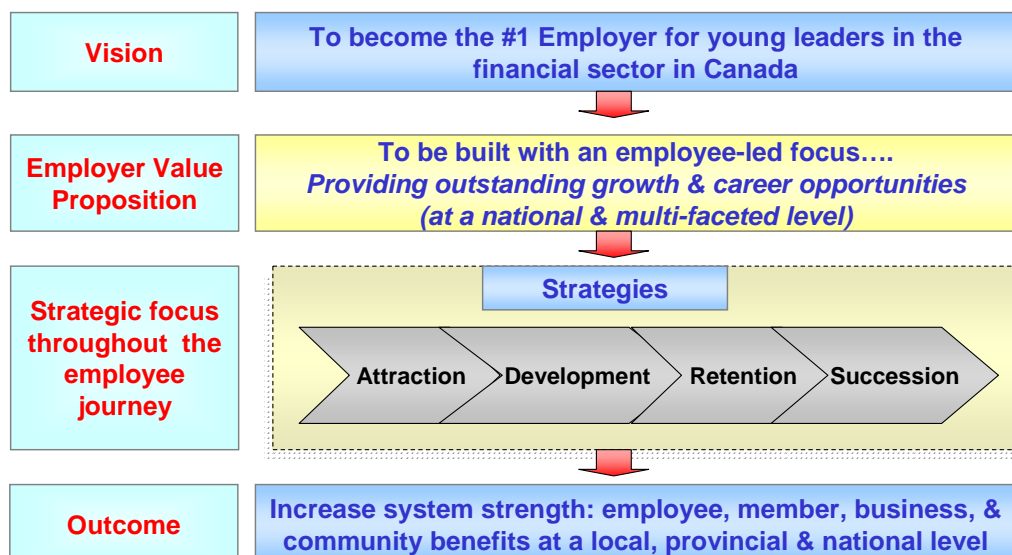 Vision
To become the #1 Employer for young leaders in the
financial sector in Canada
Employer Value
Proposition
To be built with an employee-led focus….
Providing outstanding growth & career opportunities
(at a national & multi-faceted level)
Strategic focus
throughout the
employee
journey
Strategies
Attraction
Development
Retention
Succession
Outcome
Increase system strength: employee, member, business, &
community benefits at a local, provincial & national level